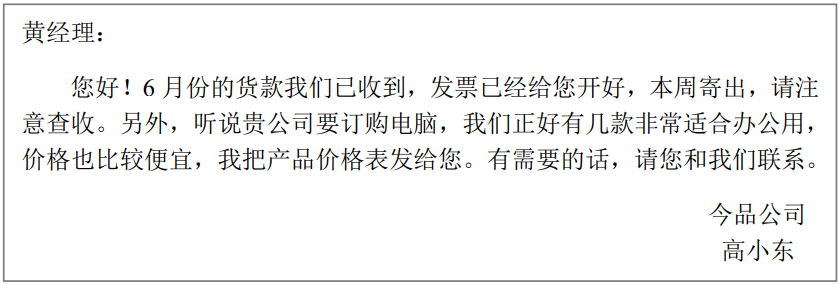 黄经理：
您好！6 月份的货款我们已收到，发票已经给您开好，本周寄出，请注
意查收。另外，听说贵公司要订购电脑，我们正好有几款非常适合办公用，
价格也比较便宜，我把产品价格表发给您。有需要的话，请您和我们联系。
今品公司
高小东